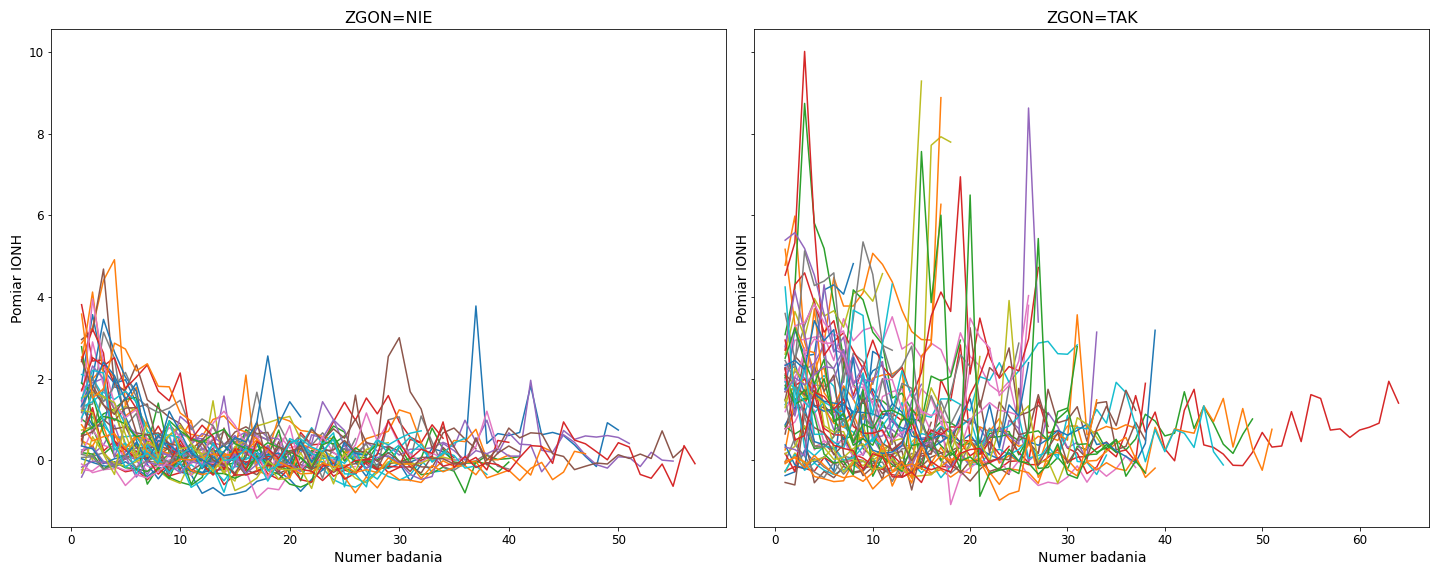 ZGON=NIE
ZGON=TAK
10
8
6
4
2
0
Pomiar IONH
Pomiar IONH
0 10 20 30 40 50
0 10 20 30 40 50 60
Numer badania
Numer badania